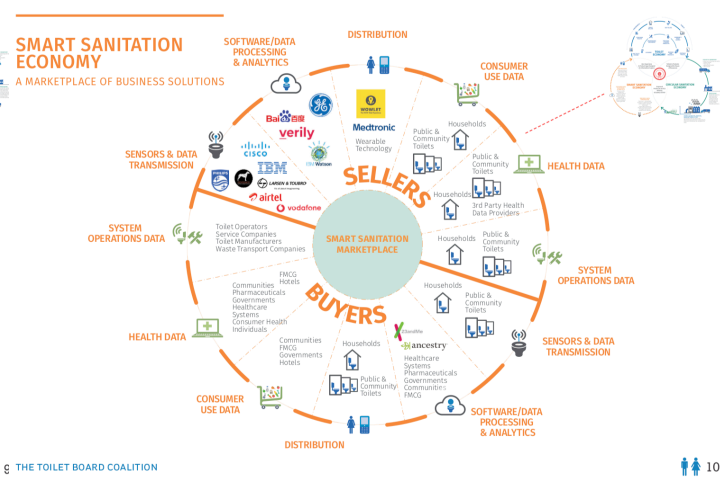 SMART SANITATION
ECONOMY
A MARKETPLACE OF BUSINESS SOLUTIONS
DISTRIBUTION
SOFTWARE/DATA
PROCESSING
& ANALYTICS
CONSUMER
USE DATA
HEALTH DATA
SYSTEM
OPERATIONS DATA
SENSORS & DATA
TRANSMISSION
SOFTWARE/DATA
PROCESSING
& ANALYTICS
DISTRIBUTION
CONSUMER
USE DATA
HEALTH DATA
SYSTEM
OPERATIONS DATA
SENSORS & DATA
TRANSMISSION
SELLERS
SMART SANITATION
MARKETPLACE
BUYERS
WOWLET
Medtronic
Wearable
Technology
Bai百度
verily
CISCO
IBM
Watson
PHILIPS
LARSEN & TOUBRO
airtel
vodafone
Households
Public &
Community
Toilets
Public &
Community
Toilets
Households
3rd Party Health
Data Providers
Households
Public &
Community
Toilets
Households
Public &
Community
Toilets
ancestry
Healthcare
Systems
Pharmaceuticals
Governments
Communities
FMCG
Households
Public &
Community
Toilets
Communities
FMCG
Governments
Hotels
FMCG
Hotels
Communities
Pharmaceuticals
Governments
Healthcare
Systems
Consumer Health
Individuals
Toilet Operators
Service Companies
Toilet Manufacturers
Waste Transport Companies
9 THE TOILET BOARD COALITION
10